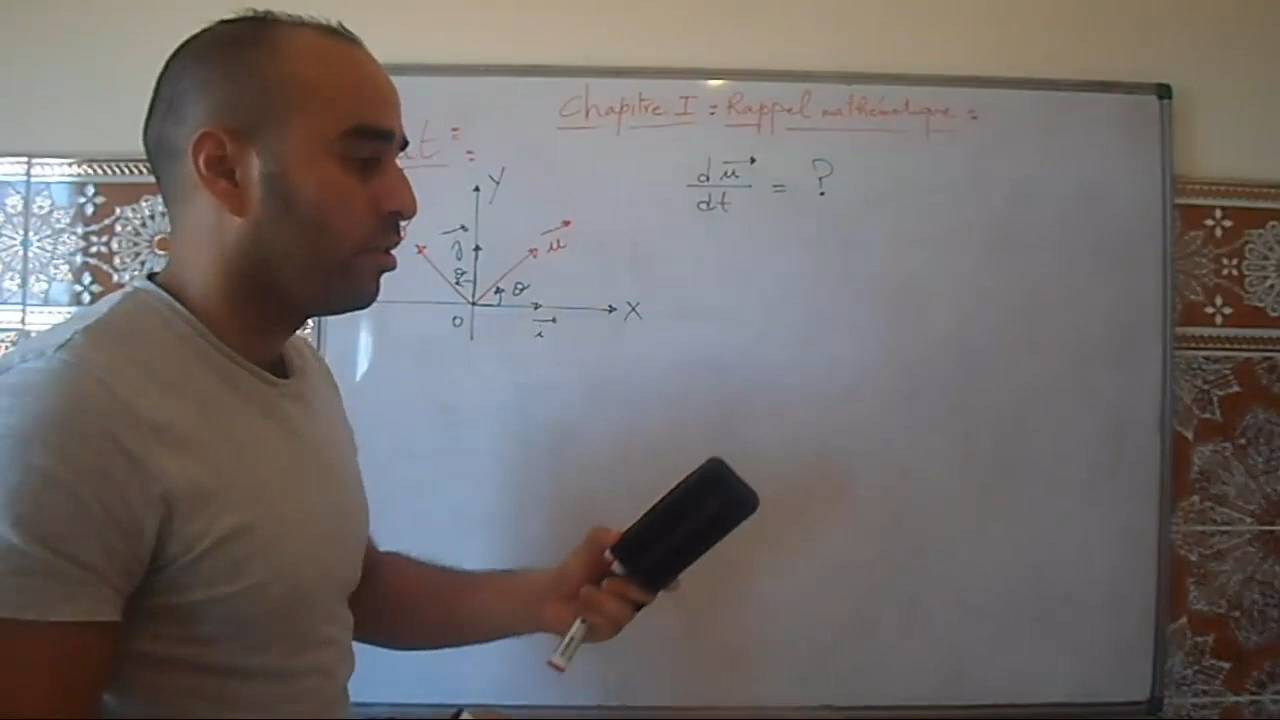 Chapitre I : Rappel mathématique :
du
dt
= ?
Y
j
u
θ
θ
X
O
i